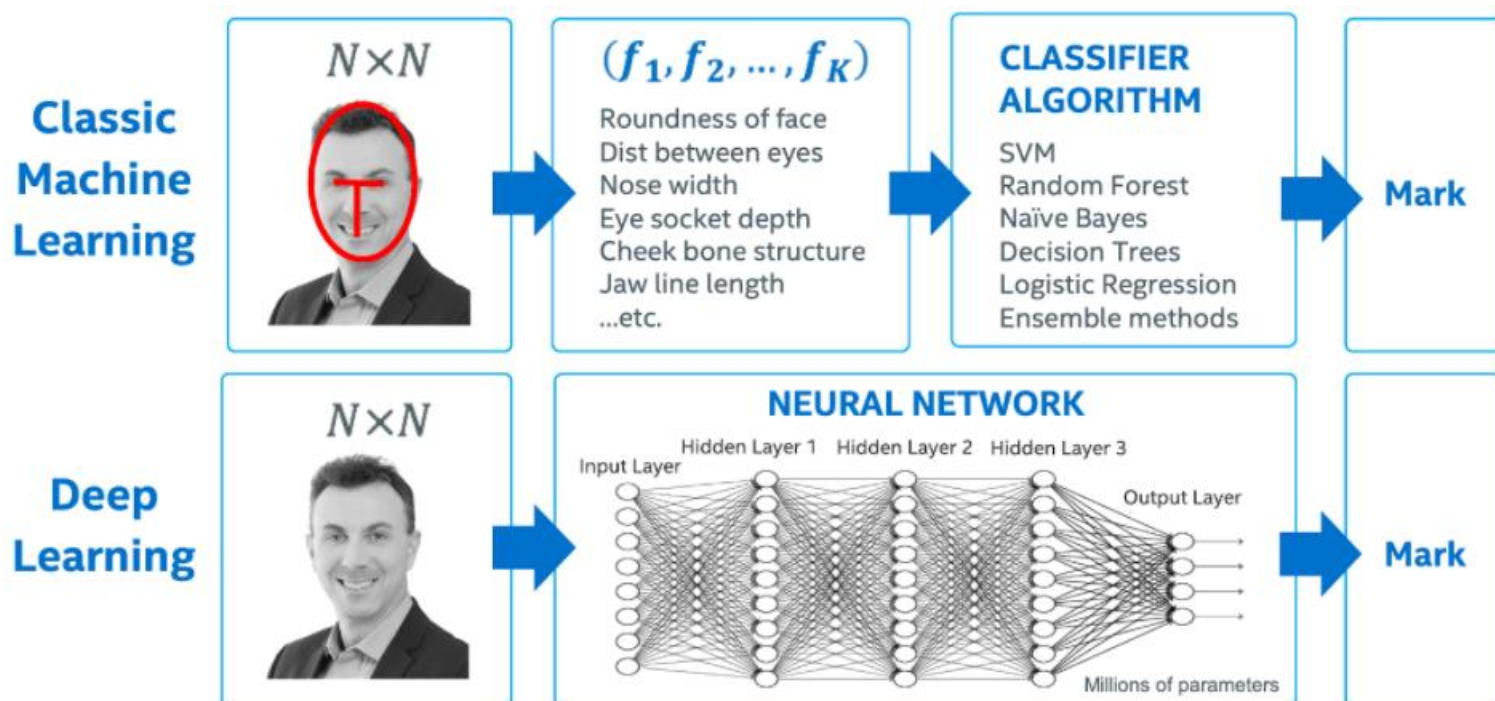 Classic
Machine
Learning
N×N
(f₁, f₂, ..., f_K)
Roundness of face
Dist between eyes
Nose width
Eye socket depth
Cheek bone structure
Jaw line length
...etc.
CLASSIFIER
ALGORITHM
SVM
Random Forest
Naïve Bayes
Decision Trees
Logistic Regression
Ensemble methods
Mark
Deep
Learning
N×N
NEURAL NETWORK
Input Layer
Hidden Layer 1
Hidden Layer 2
Hidden Layer 3
Output Layer
Millions of parameters
Mark